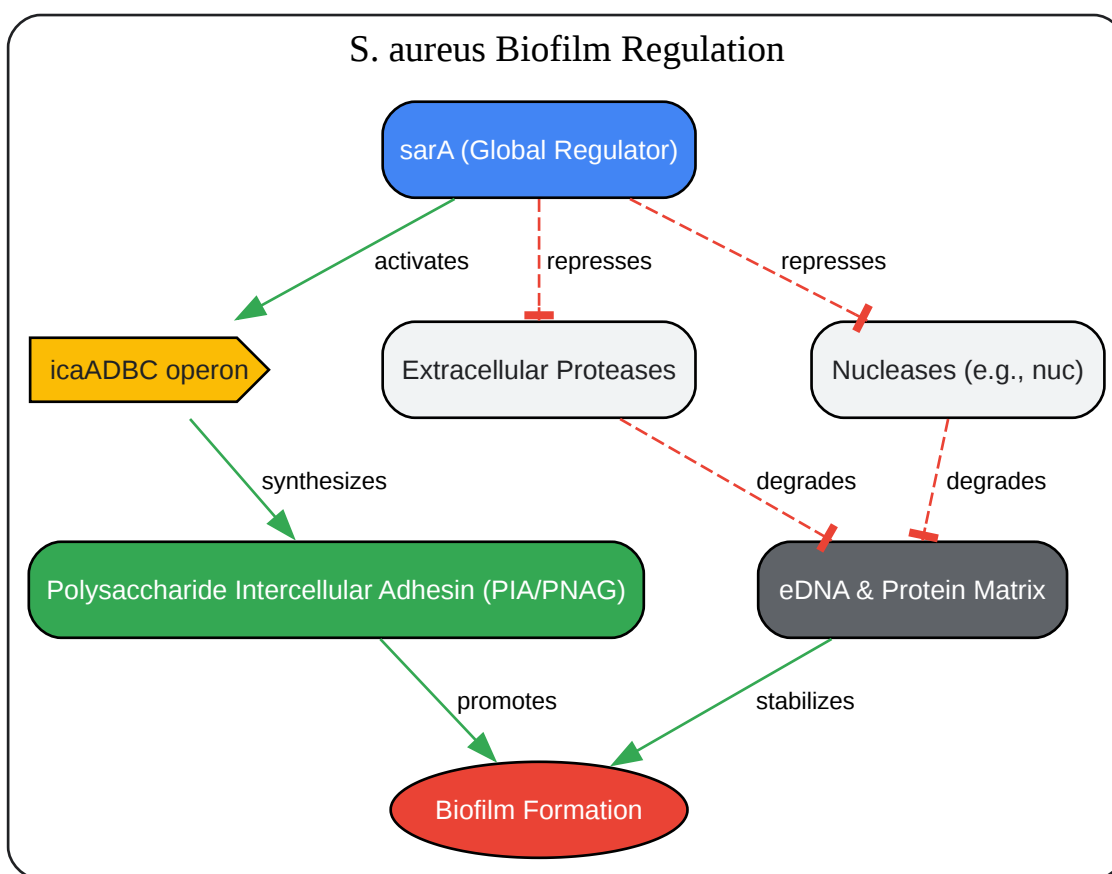 S. aureus Biofilm Regulation
sarA (Global Regulator)
activates
represses
represses
icaADBC operon
Extracellular Proteases
Nucleases (e.g., nuc)
synthesizes
degrades
degrades
Polysaccharide Intercellular Adhesin (PIA/PNAG)
eDNA & Protein Matrix
promotes
stabilizes
Biofilm Formation